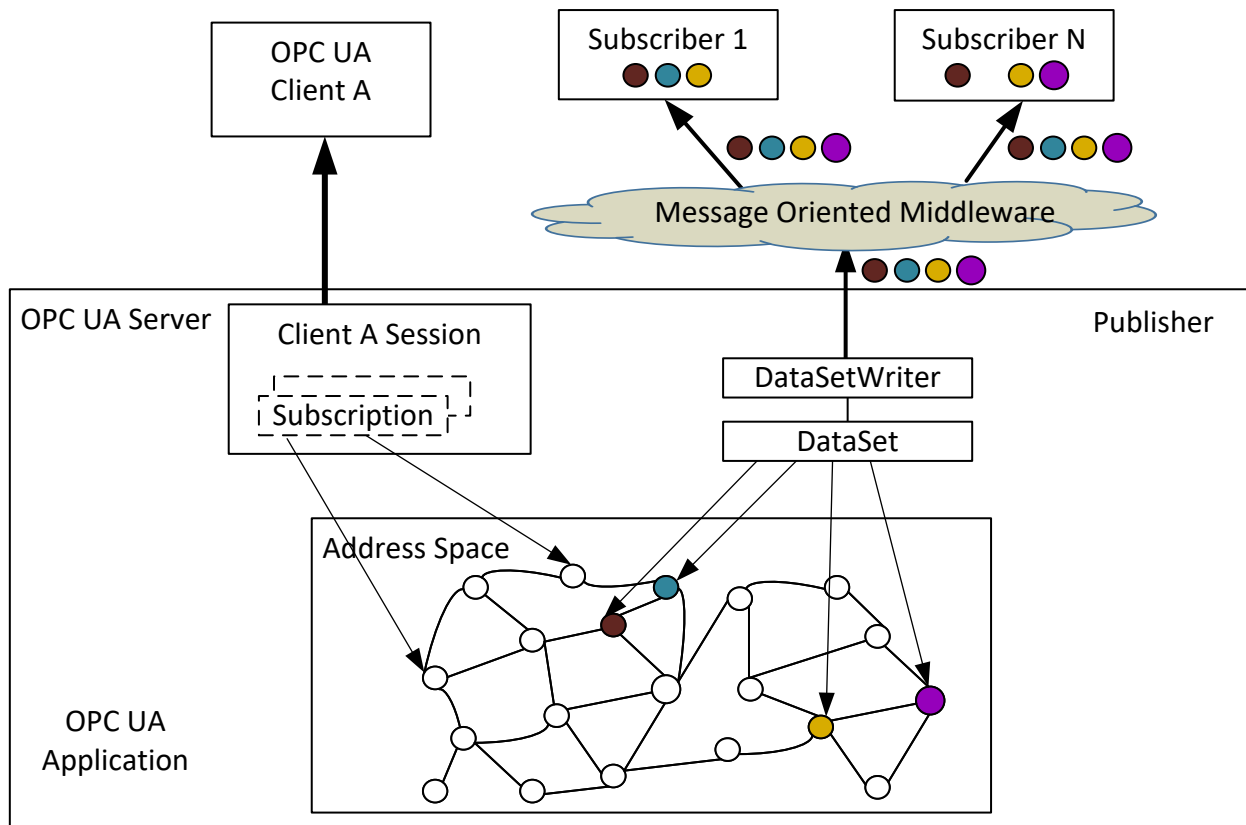 OPC UA
Client A
Subscriber 1
Subscriber N
Message Oriented Middleware
OPC UA Server
Publisher
Client A Session
Subscription
DataSetWriter
DataSet
Address Space
OPC UA
Application